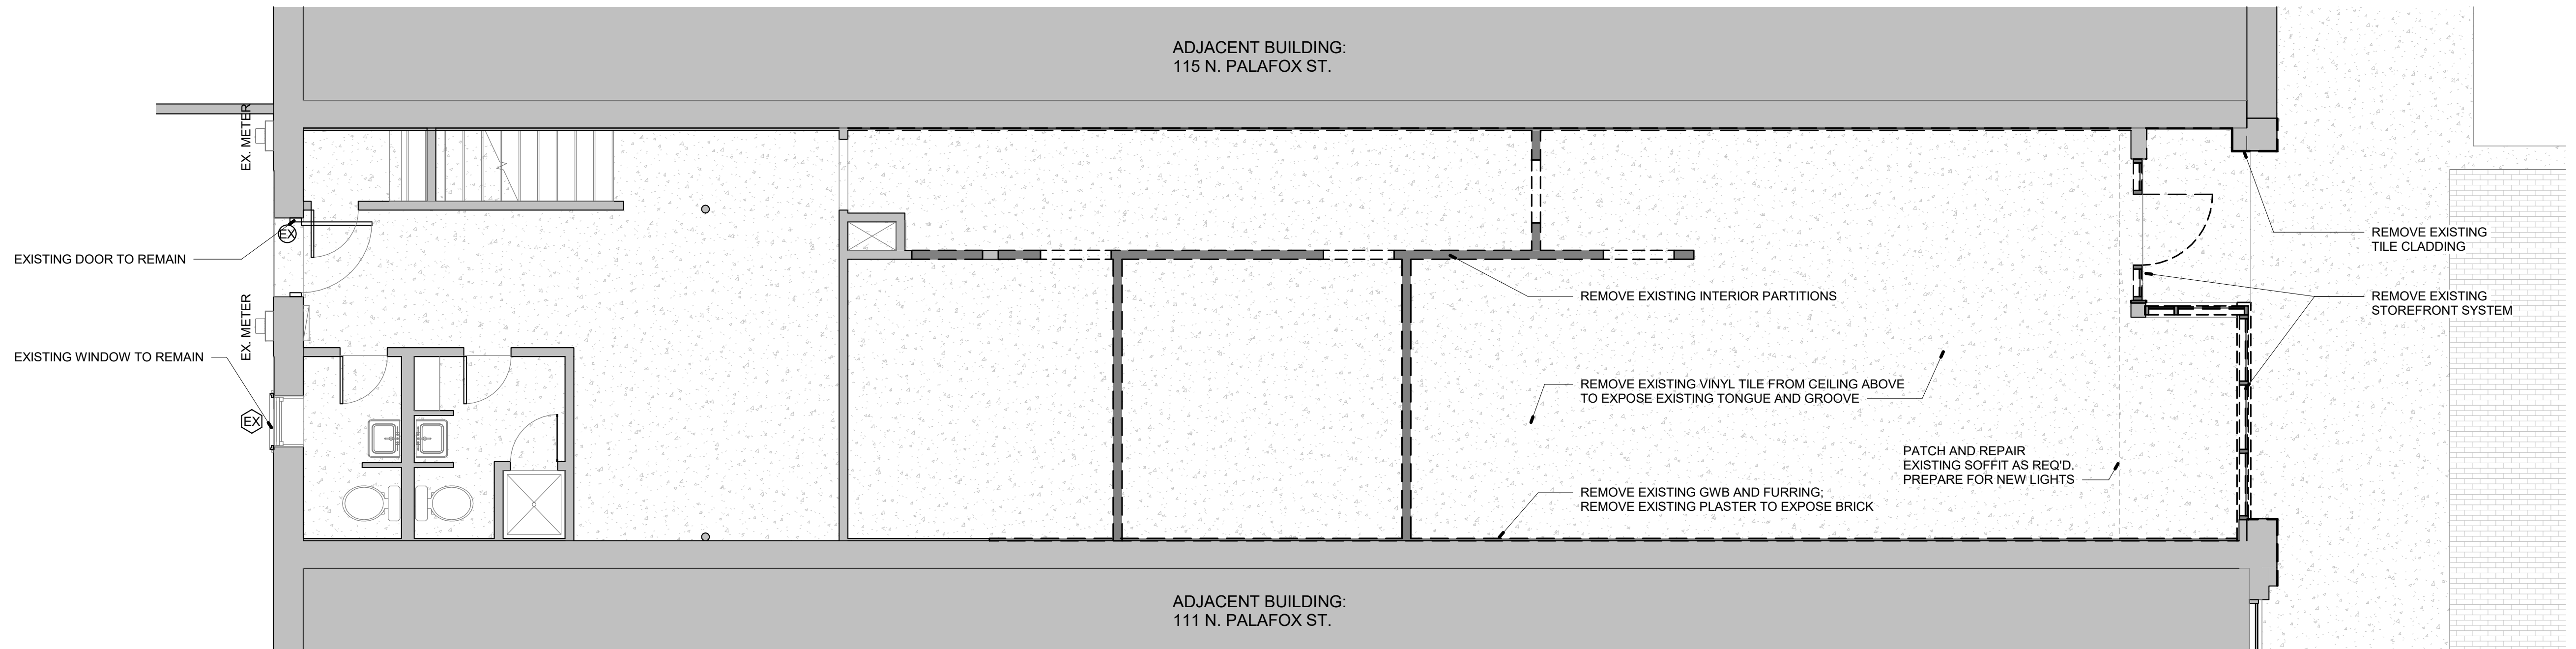 ADJACENT BUILDING:
115 N. PALAFOX ST.
EX. METER
EX
EXISTING DOOR TO REMAIN
EX. METER
EXISTING WINDOW TO REMAIN
EX
REMOVE EXISTING
TILE CLADDING
REMOVE EXISTING INTERIOR PARTITIONS
REMOVE EXISTING
STOREFRONT SYSTEM
REMOVE EXISTING VINYL TILE FROM CEILING ABOVE
TO EXPOSE EXISTING TONGUE AND GROOVE
PATCH AND REPAIR
EXISTING SOFFIT AS REQ'D.
PREPARE FOR NEW LIGHTS
REMOVE EXISTING GWB AND FURRING;
REMOVE EXISTING PLASTER TO EXPOSE BRICK
ADJACENT BUILDING:
111 N. PALAFOX ST.